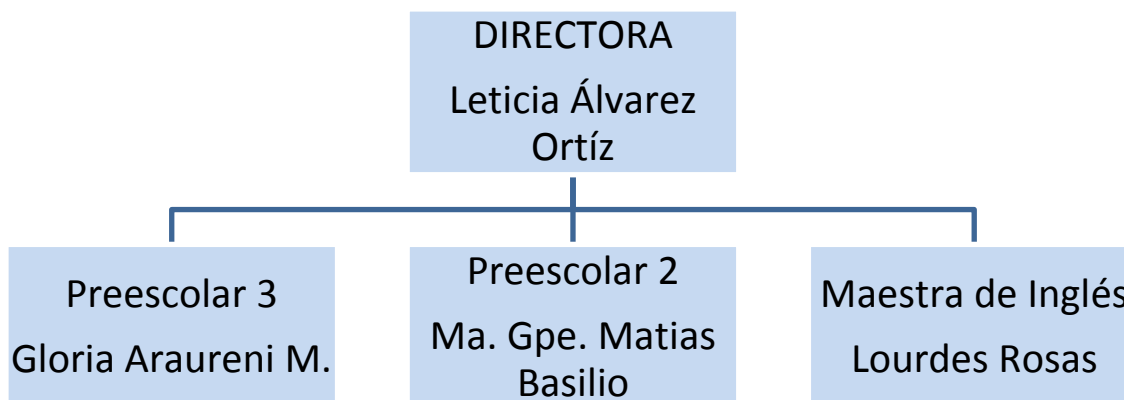 DIRECTORA
Leticia Álvarez
Ortíz
Preescolar 3
Gloria Araureni M.
Preescolar 2
Ma. Gpe. Matias
Basilio
Maestra de Inglés
Lourdes Rosas